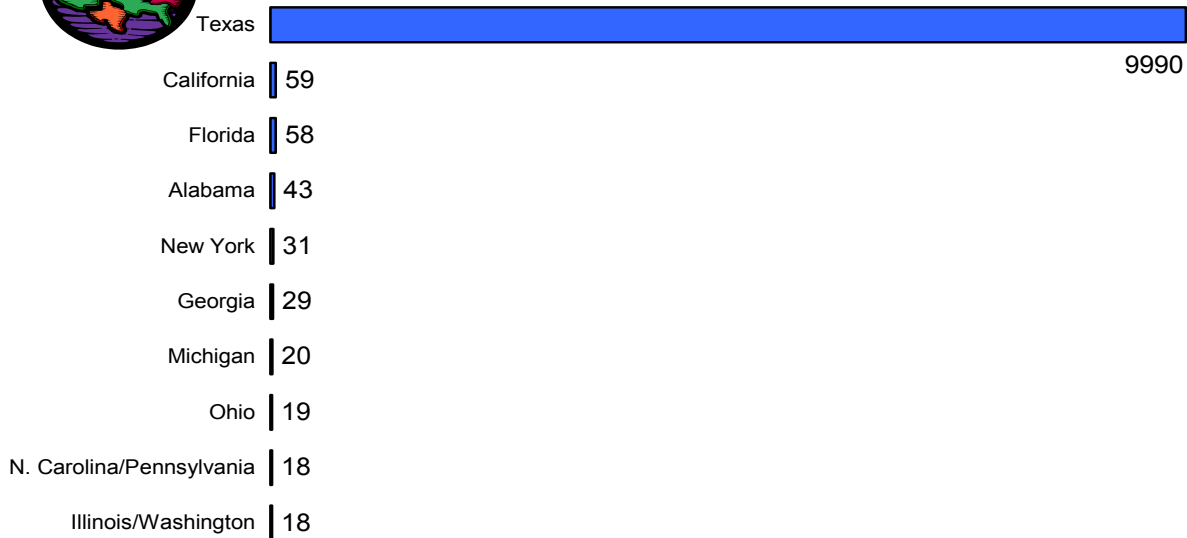 Texas
9990
California 59
Florida 58
Alabama 43
New York 31
Georgia 29
Michigan 20
Ohio 19
N. Carolina/Pennsylvania 18
Illinois/Washington 18